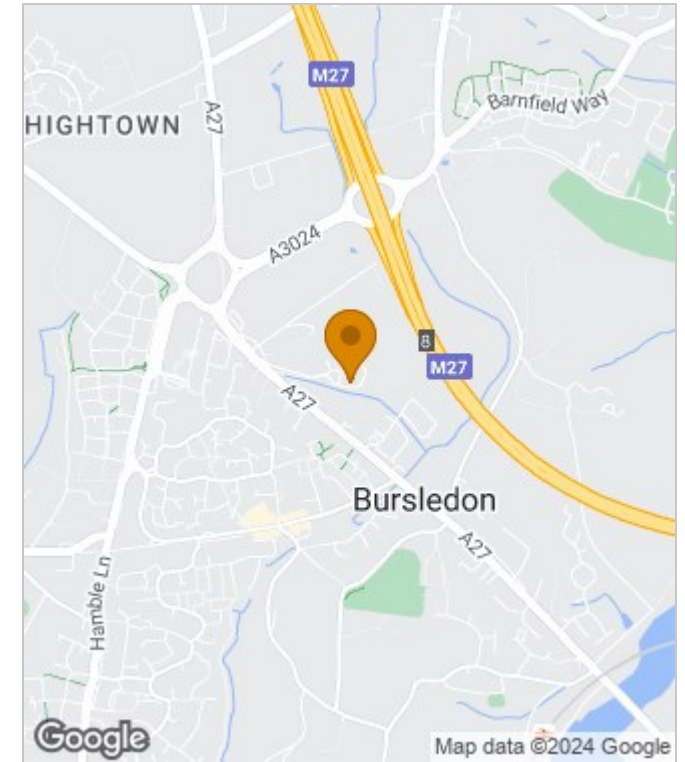 M27
Barnfield Way
HIGHTOWN
A27
A3024
8
M27
A27
Bursledon
A27
Hamble Ln
Google
Map data ©2024 Google